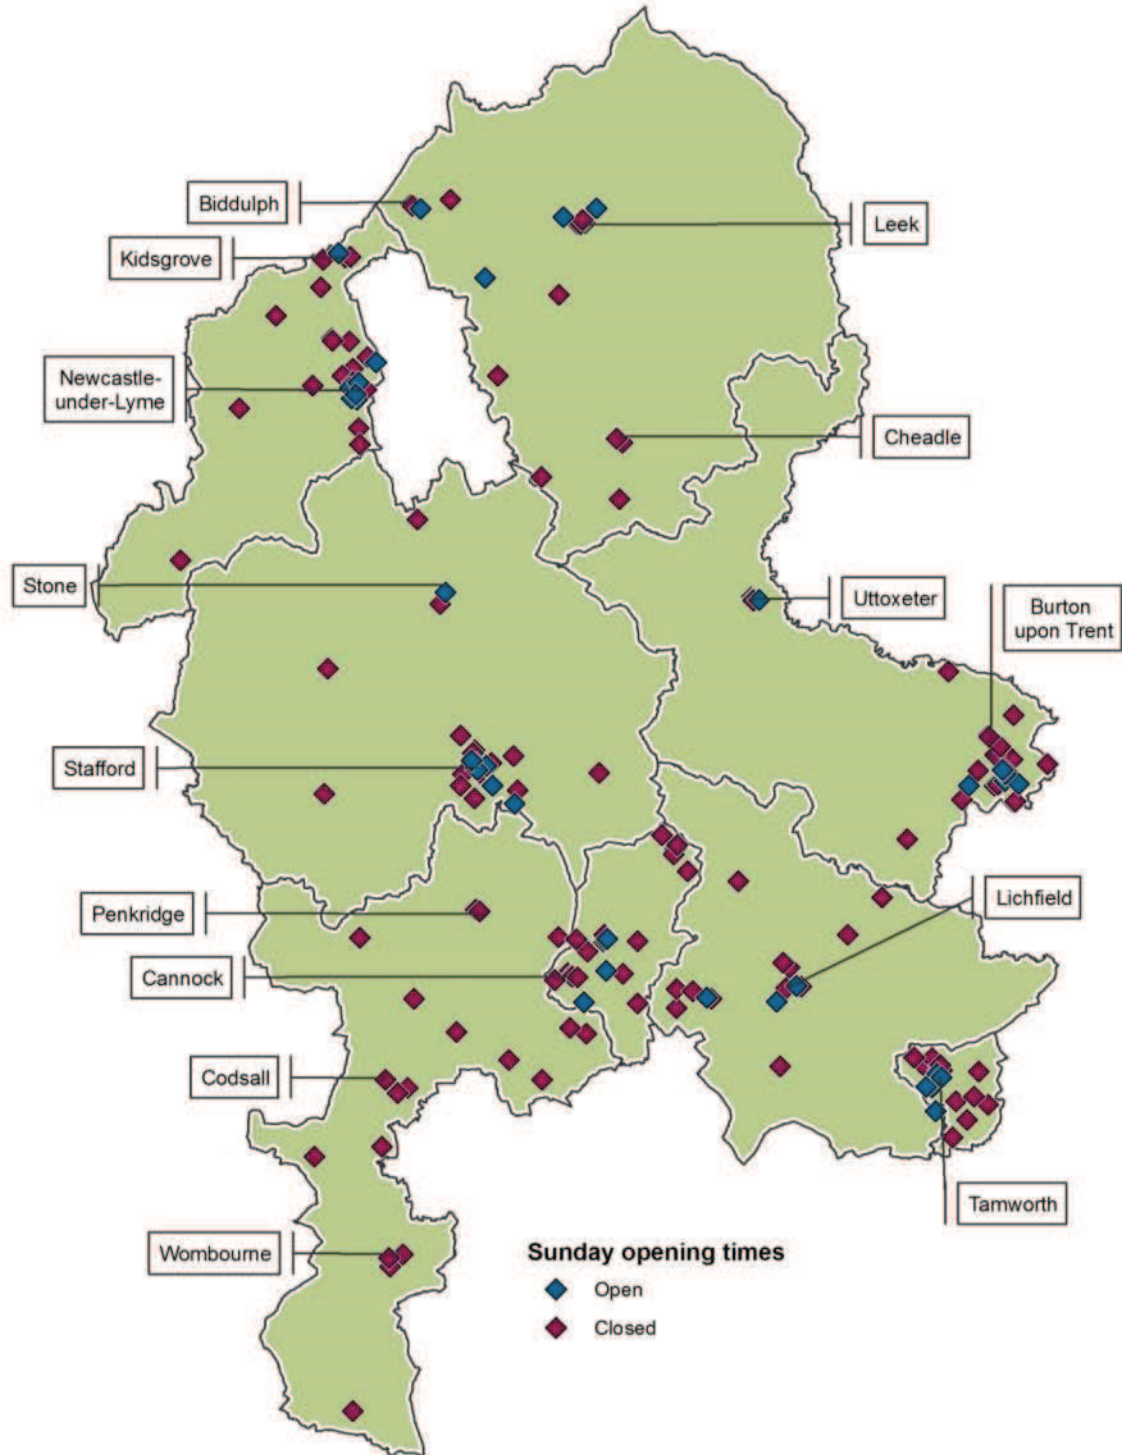 Biddulph
Leek
Kidsgrove
Newcastle-
under-Lyme
Cheadle
Stone
Uttoxeter
Burton
upon Trent
Stafford
Penkridge
Lichfield
Cannock
Codsall
Tamworth
Wombourne
Sunday opening times
Open
Closed